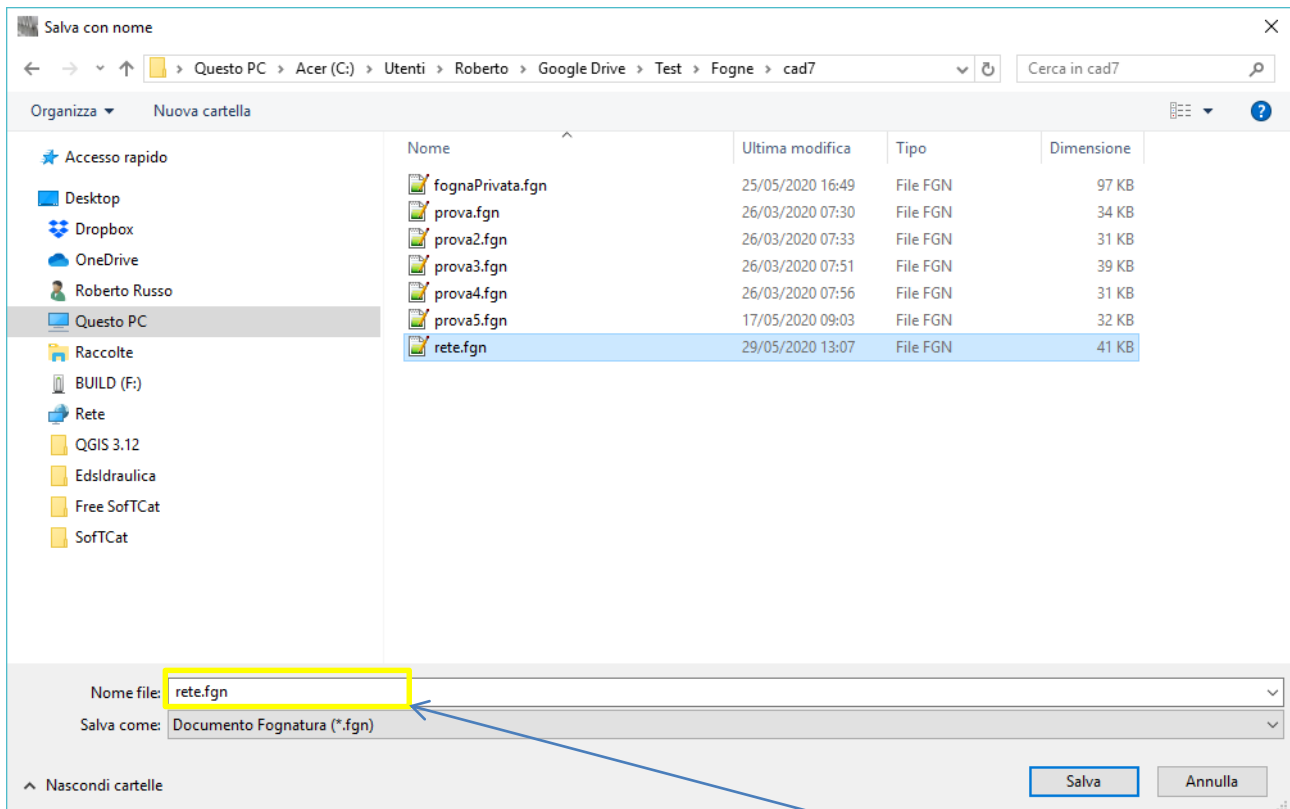 Salva con nome
Questo PC > Acer (C:) > Utenti > Roberto > Google Drive > Test > Fogne > cad7
Cerca in cad7
Organizza
Nuova cartella
Accesso rapido
Desktop
Dropbox
OneDrive
Roberto Russo
Questo PC
Raccolte
BUILD (F:)
Rete
QGIS 3.12
EdsIdraulica
Free SofTCat
SofTCat
Nome Ultima modifica Tipo Dimensione
fognaPrivata.fgn 25/05/2020 16:49 File FGN 97 KB
prova.fgn 26/03/2020 07:30 File FGN 34 KB
prova2.fgn 26/03/2020 07:33 File FGN 31 KB
prova3.fgn 26/03/2020 07:51 File FGN 39 KB
prova4.fgn 26/03/2020 07:56 File FGN 31 KB
prova5.fgn 17/05/2020 09:03 File FGN 32 KB
rete.fgn 29/05/2020 13:07 File FGN 41 KB
Nome file: rete.fgn
Salva come: Documento Fognatura (*.fgn)
Nascondi cartelle
Salva
Annulla